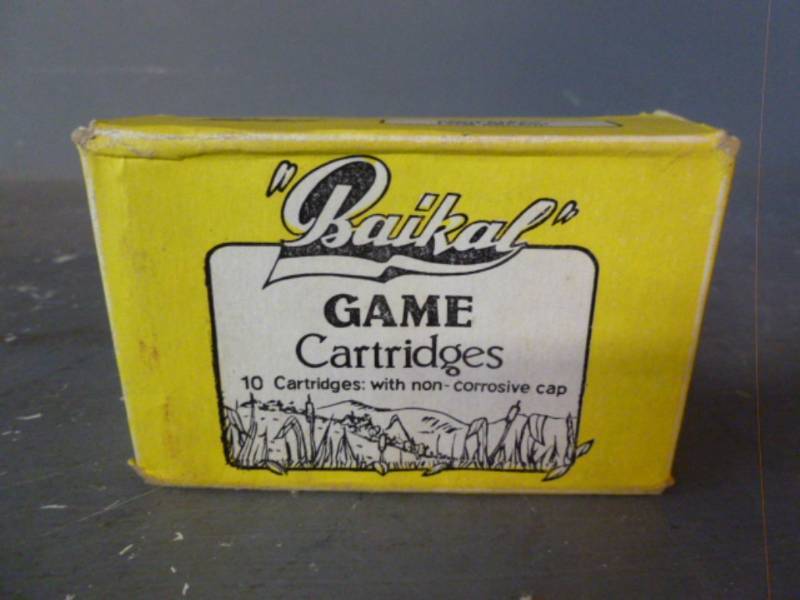 "Baikal"
GAME
Cartridges
10 Cartridges: with non-corrosive cap